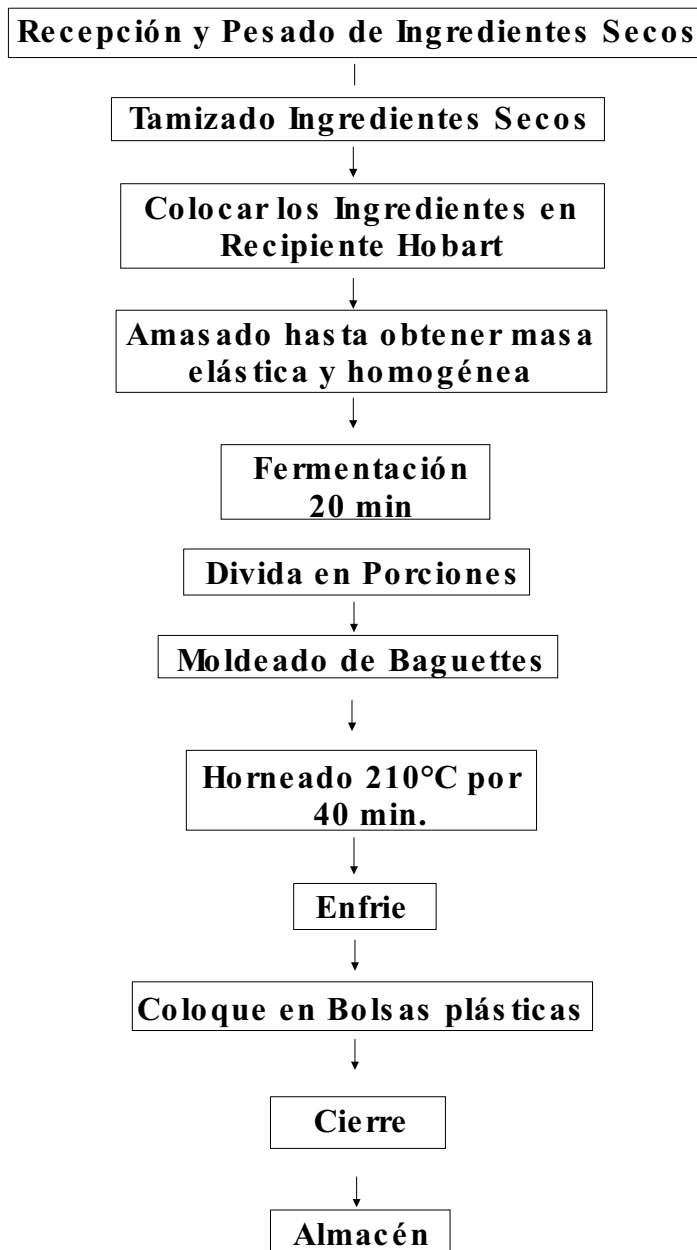 Recepción y Pesado de Ingredientes Secos
Tamizado Ingredientes Secos
Colocar los Ingredientes en
Recipiente Hobart
Amasado hasta obtener masa
elástica y homogénea
Fermentación
20 min
Divida en Porciones
Moldeado de Baguettes
Horneado 210°C por
40 min.
Enfrie
Coloque en Bolsas plásticas
Cierre
Almacén